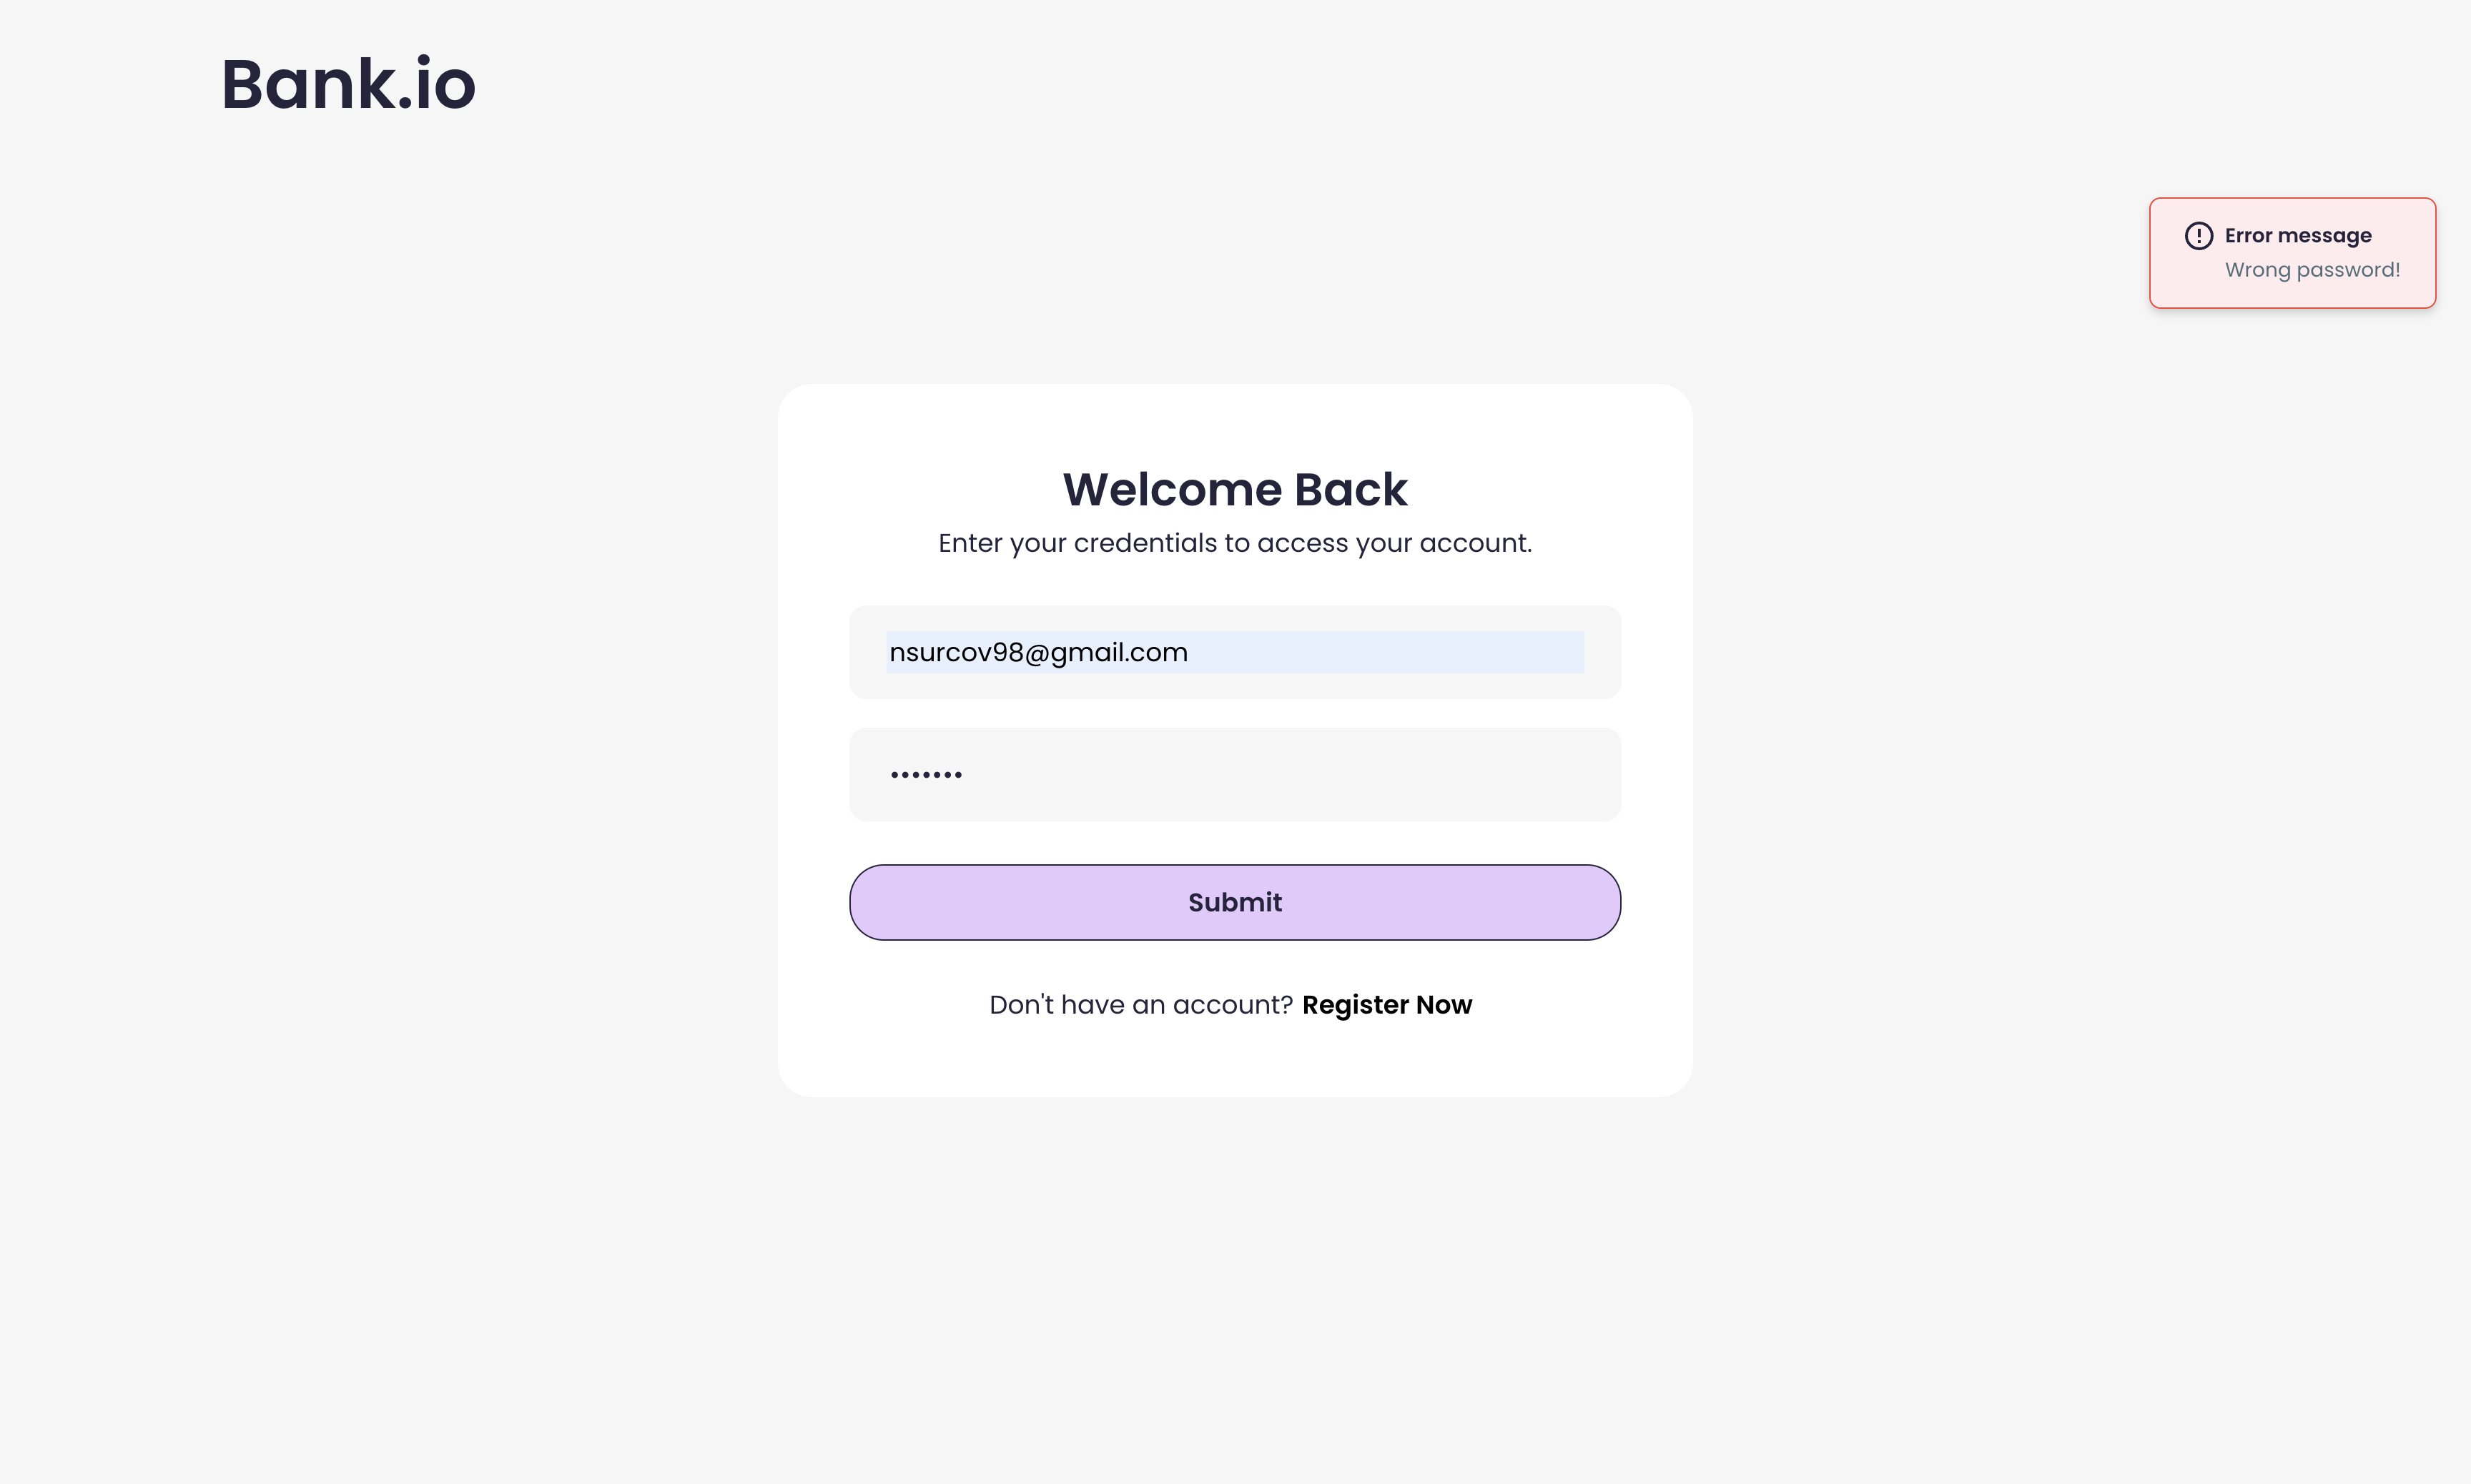 Bank.io
Error message
Wrong password!
Welcome Back
Enter your credentials to access your account.
nsurcov98@gmail.com
•••••••
Submit
Don't have an account? Register Now